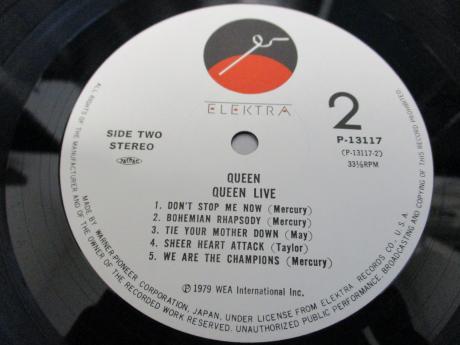 ELEKTRA
2
SIDE TWO
STEREO
P-13117
(P-13117-2)
33⅓RPM
QUEEN
QUEEN LIVE
1. DON'T STOP ME NOW (Mercury)
2. BOHEMIAN RHAPSODY (Mercury)
3. TIE YOUR MOTHER DOWN (May)
4. SHEER HEART ATTACK (Taylor)
5. WE ARE THE CHAMPIONS (Mercury)
Ⓟ1979 WEA International Inc.
MADE BY WARNER-PIONEER CORPORATION, JAPAN, UNDER LICENSE FROM ELEKTRA RECORDS CO., U.S.A.
ALL RIGHTS OF THE MANUFACTURER AND OF THE OWNER OF THE RECORDED WORK RESERVED. UNAUTHORIZED PUBLIC PERFORMANCE, BROADCASTING AND COPYING OF THIS RECORD PROHIBITED